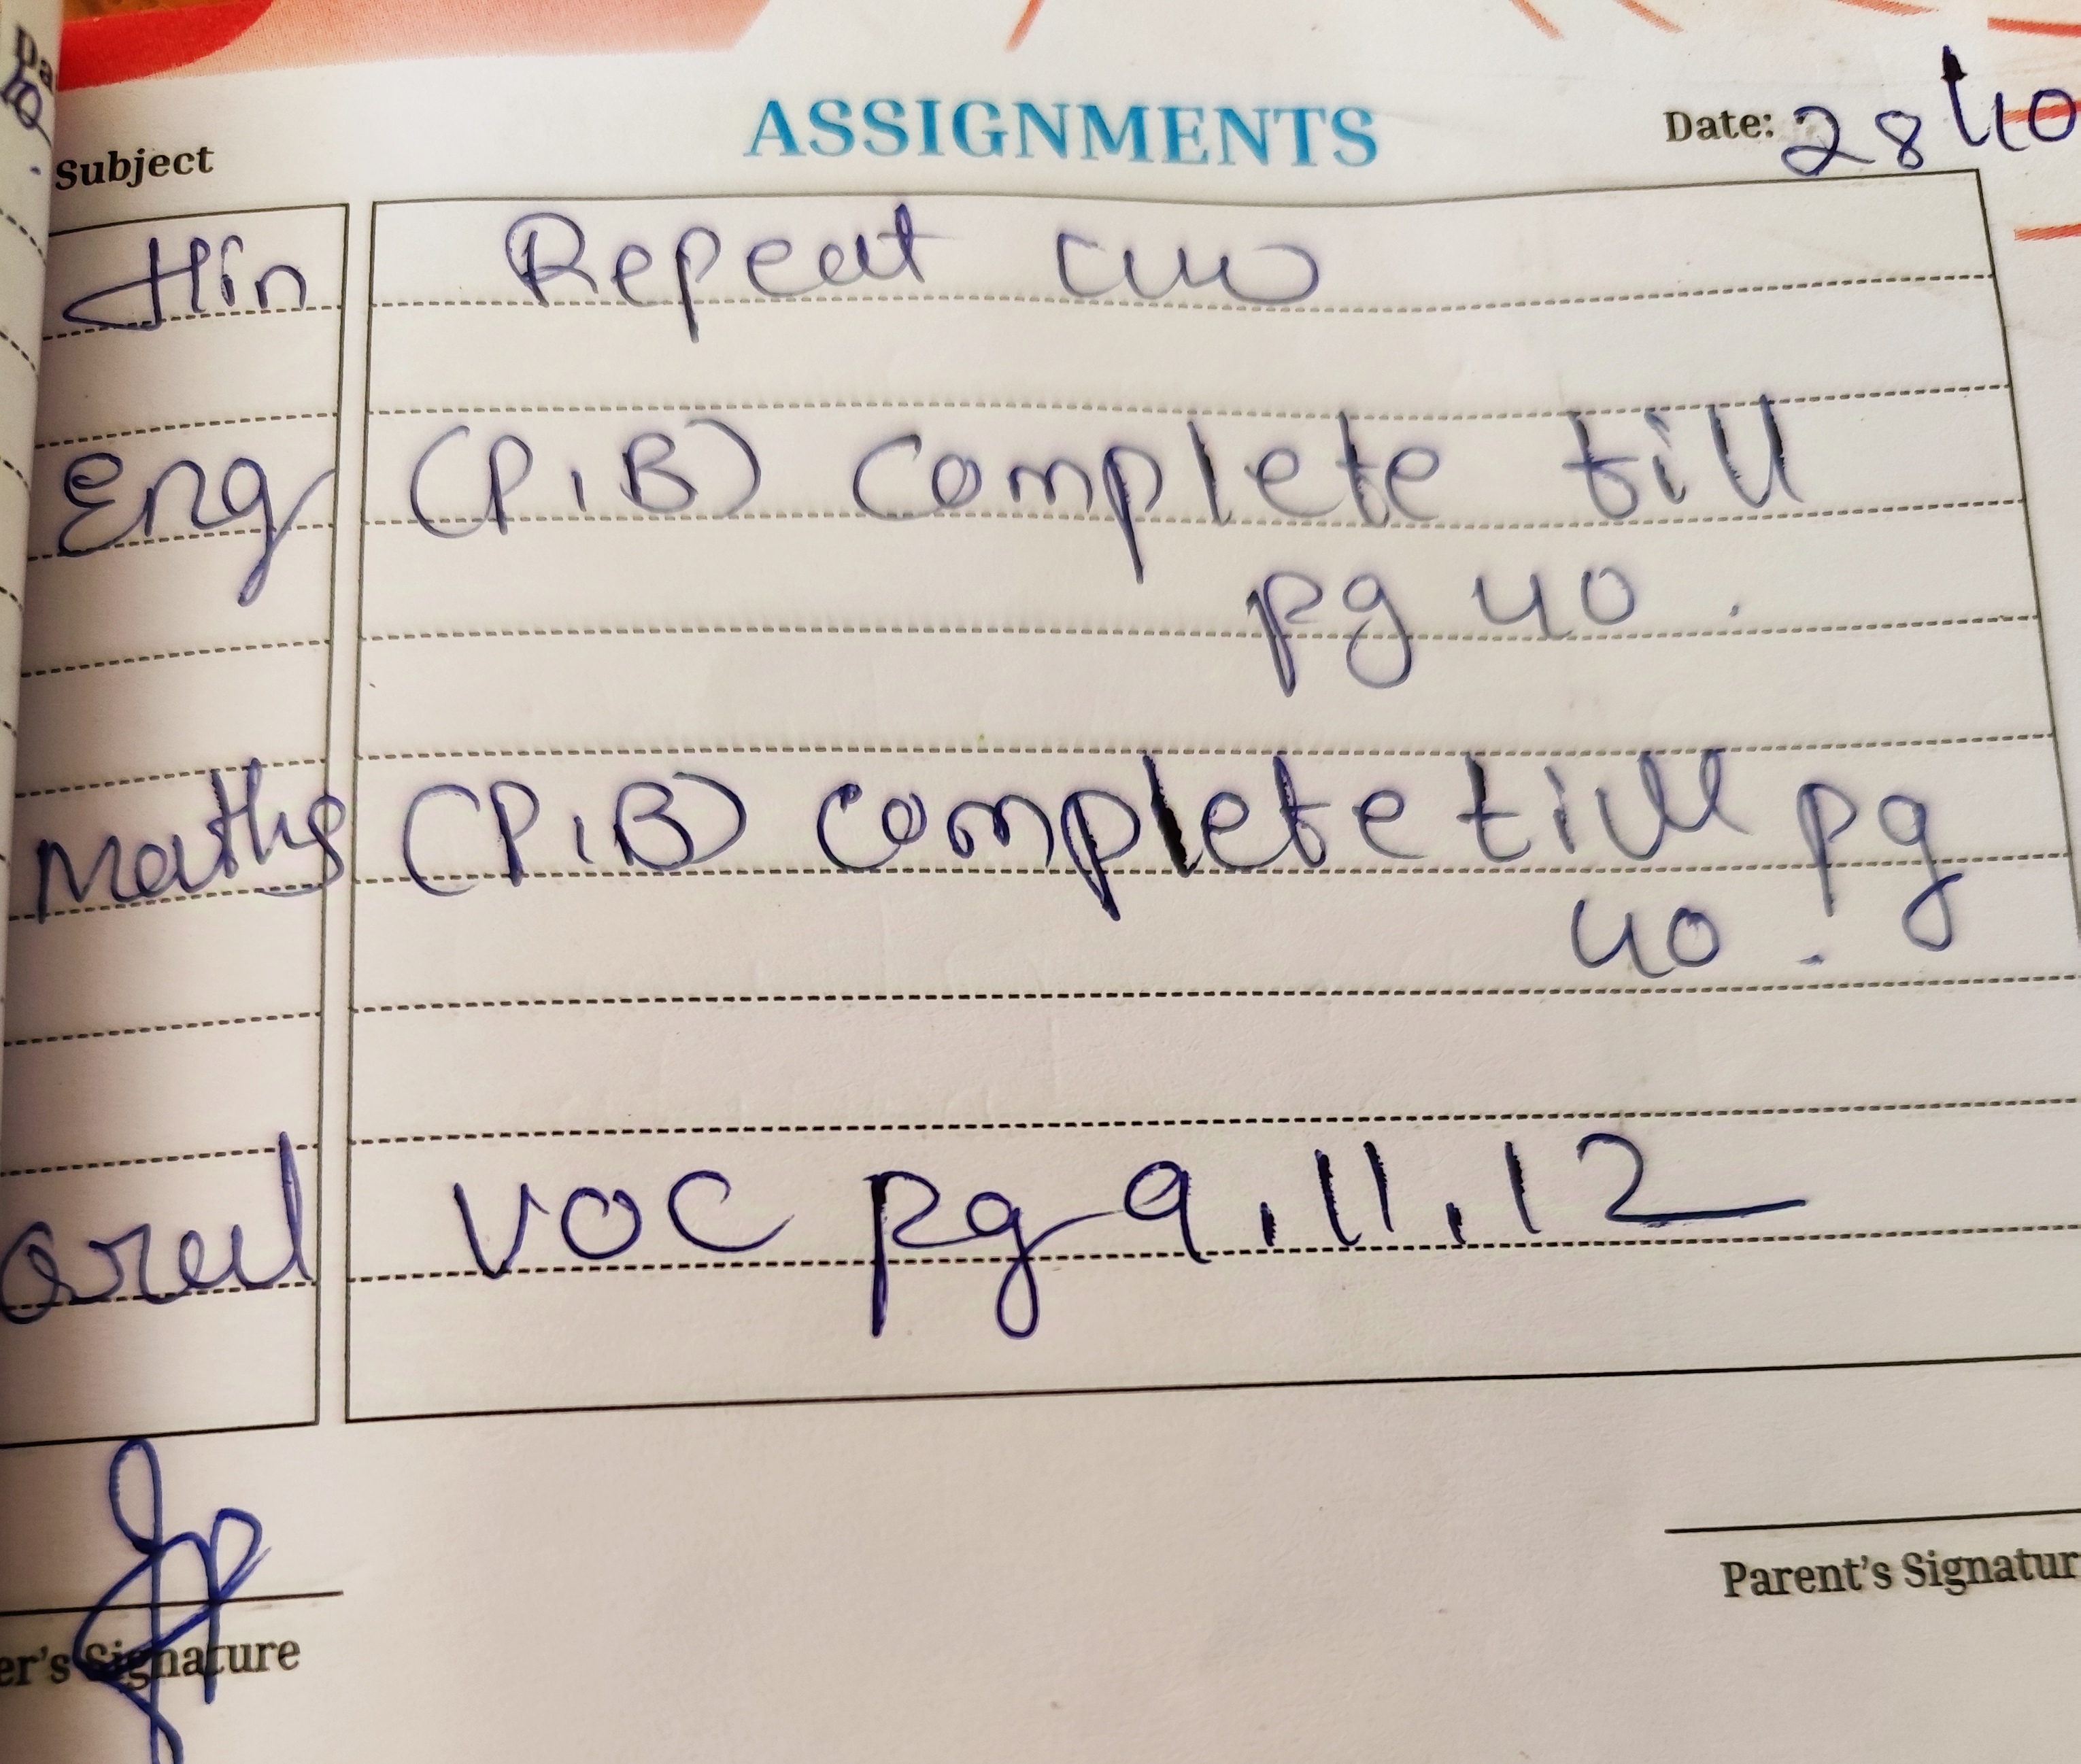 ASSIGNMENTS
Date: 28/10
Subject
Hin Repeat cw
Eng (P.B) complete till
pg 40.
Maths (P.B) complete till pg
40.
oral voc pg 9, 11, 12
Parent's Signatur
er's Signature